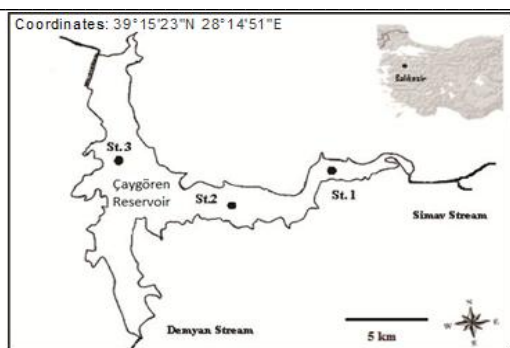 Coordinates: 39°15'23"N 28°14'51"E
Balıkesir
St.3
Çaygören
Reservoir
St.2
St. 1
Simav Stream
Demyan Stream
5 km
N
W
E
S